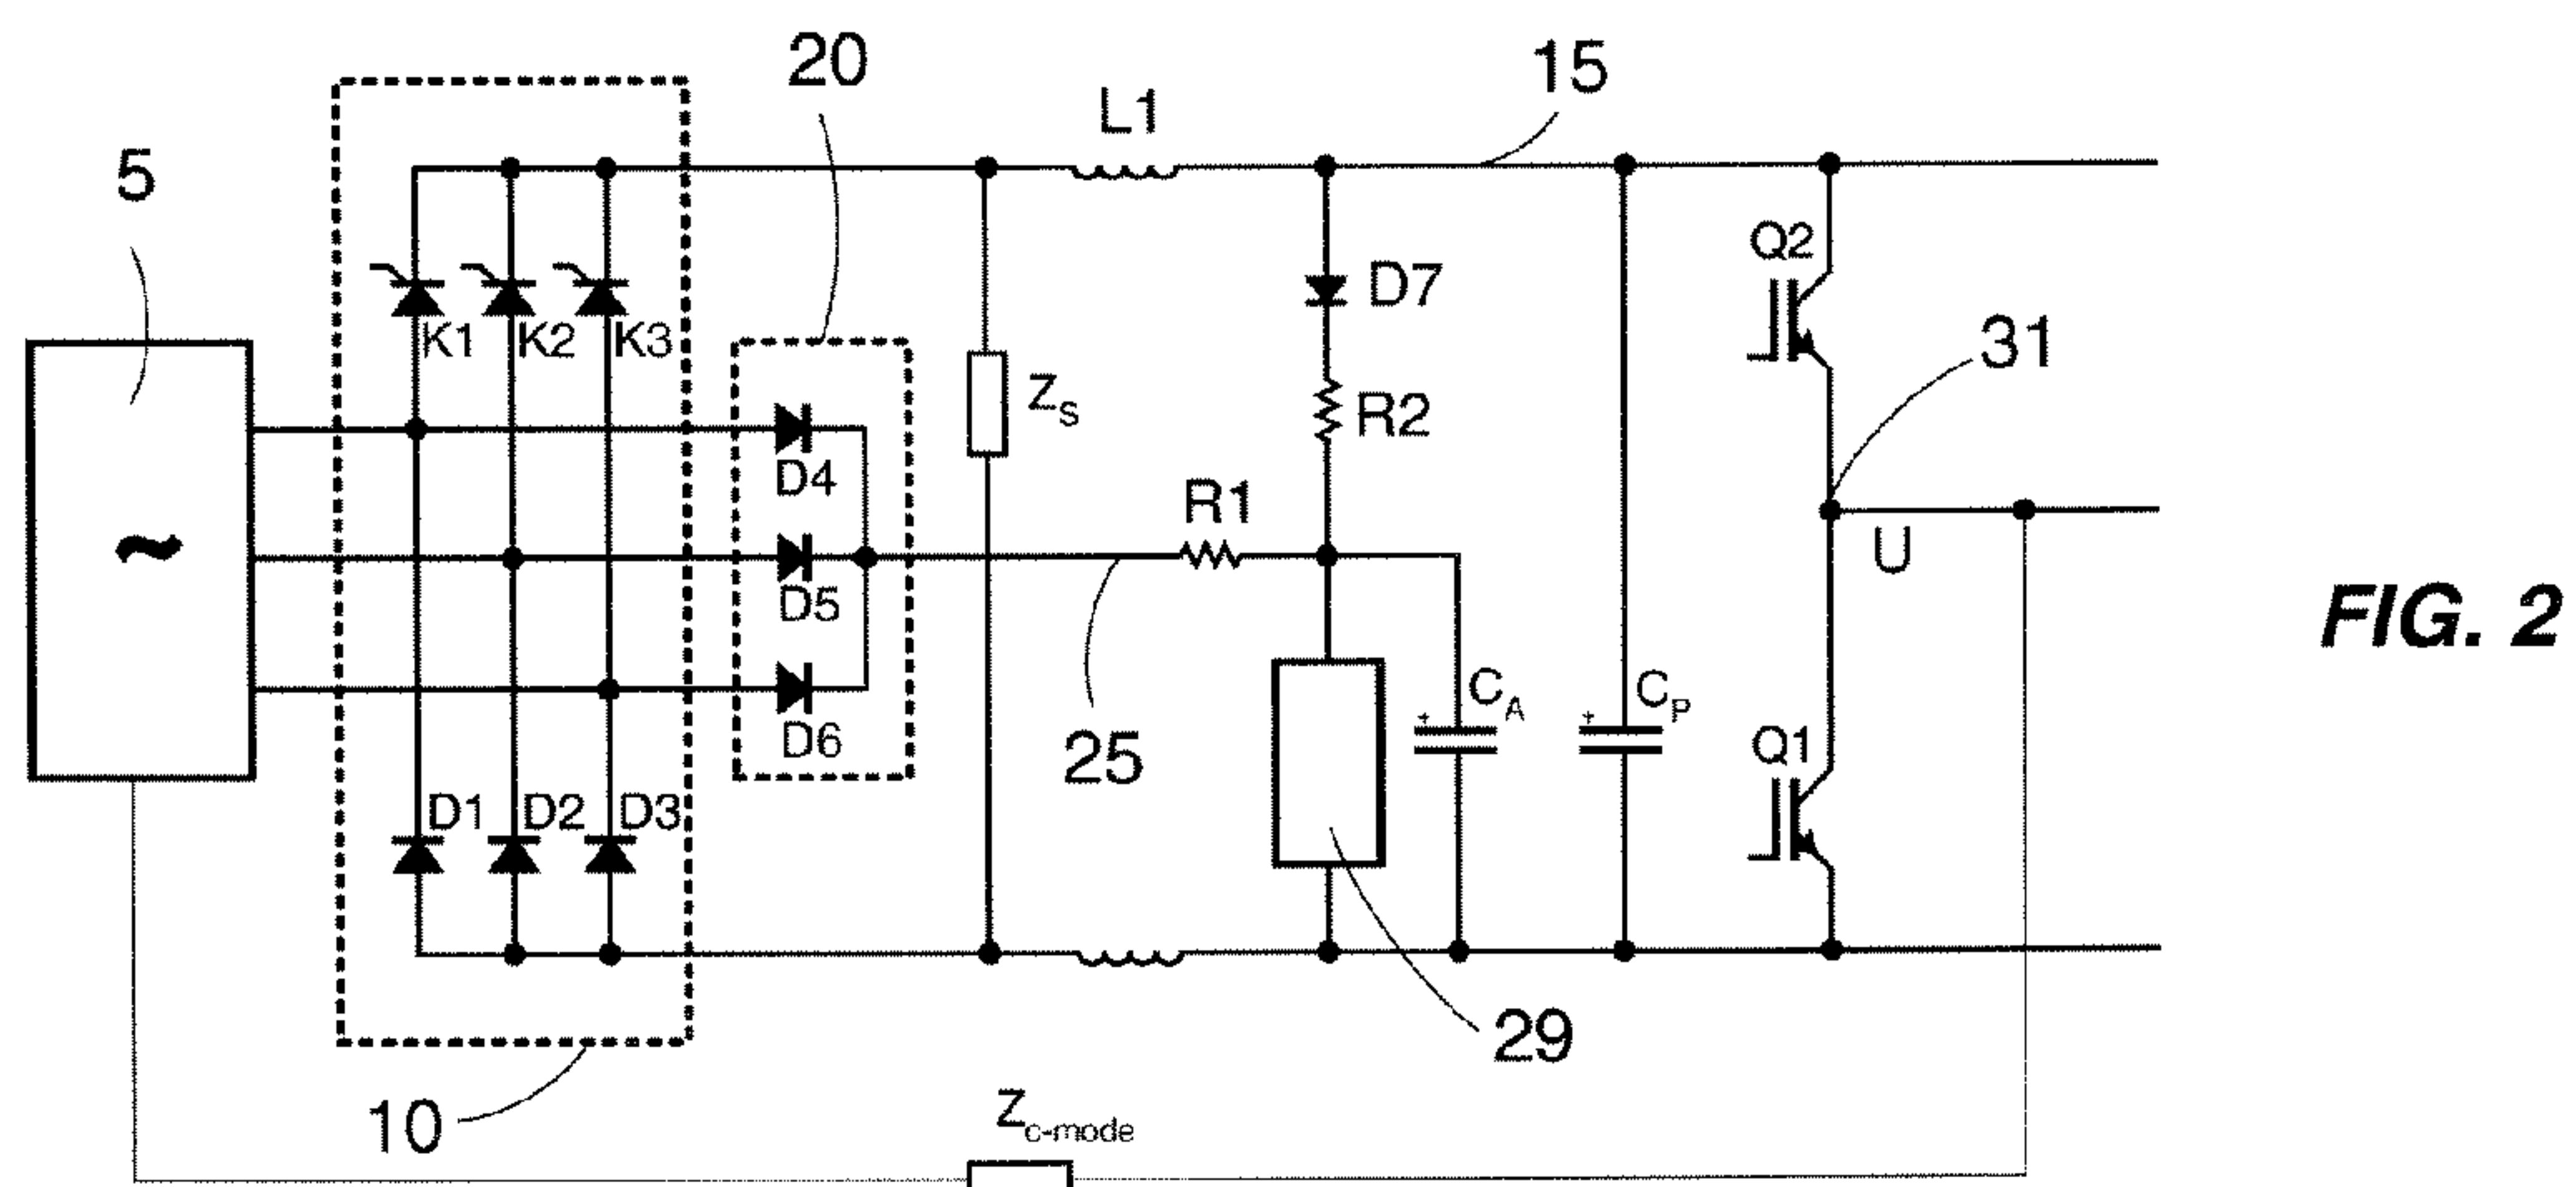 20
15
L1
5
Q2
D7
K1 K2 K3
31
Z_S
R2
D4
R1
U
D5
FIG. 2
C_A
C_P
25
D6
Q1
D1 D2 D3
29
10
Z_c-mode
~
+
+